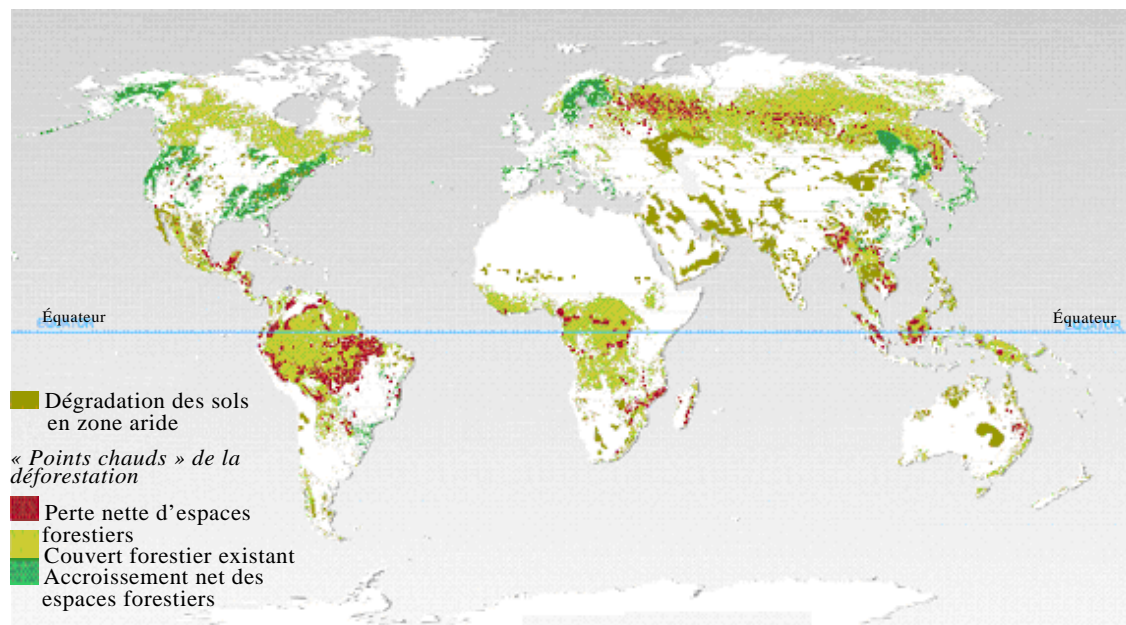 Équateur
Équateur
EQUATOR
Dégradation des sols
en zone aride
« Points chauds » de la
déforestation
Perte nette d’espaces
forestiers
Couvert forestier existant
Accroissement net des
espaces forestiers